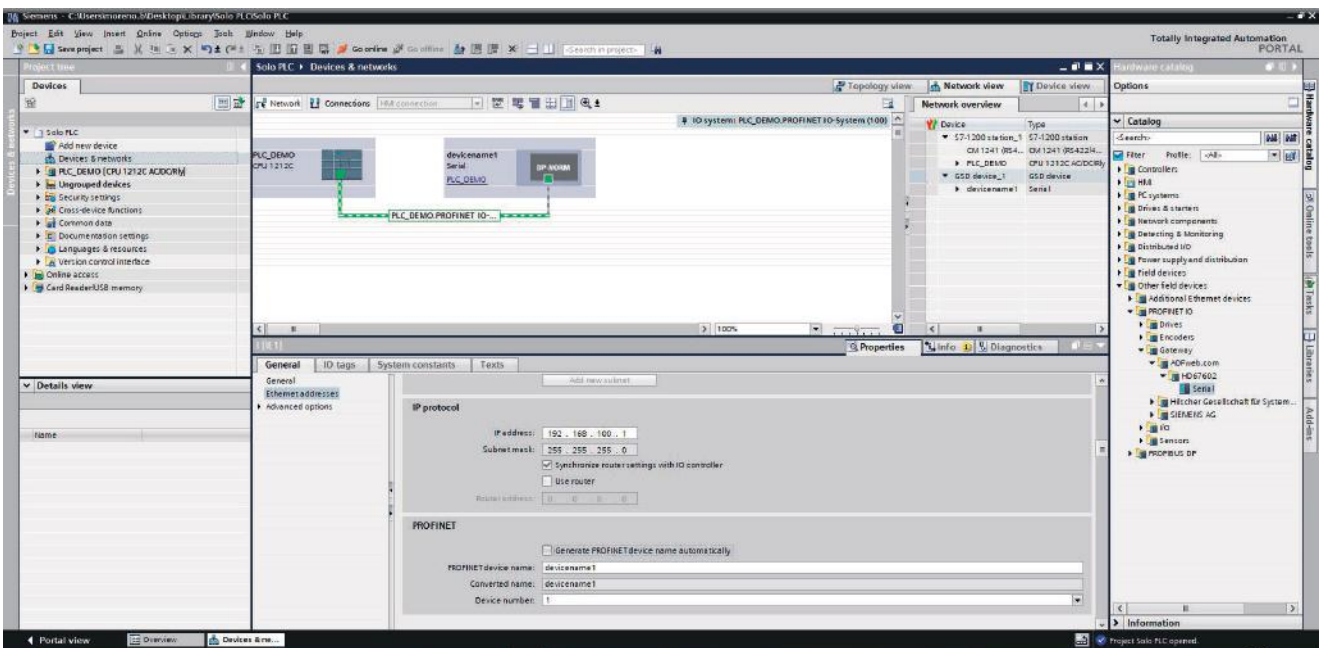 Siemens - C:\Users\moreno.b\Desktop\Library\Solo PLC\Solo PLC
Project Edit View Insert Online Options Tools Window Help
Save project
Go online Go offline
<Search in project>
Totally Integrated Automation
PORTAL
Project tree
Devices
Solo PLC
Add new device
Devices & networks
PLC_DEMO [CPU 1212C AC/DC/Rly]
Ungrouped devices
Security settings
Cross-device functions
Common data
Documentation settings
Languages & resources
Version control interface
Online access
Card Reader/USB memory
Details view
Name
Devices & networks
Solo PLC ▸ Devices & networks
Topology view Network view Device view
Network Connections HMI connection
IO system: PLC_DEMO.PROFINET IO-System (100)
PLC_DEMO
CPU 1212C
devicename1
Serial
PLC_DEMO
DP-NORM
PLC_DEMO.PROFINET IO-...
100%
Network overview
Device Type
S7-1200 station_1 S7-1200 station
CM 1241 (RS4... CM 1241 (RS422/4...
PLC_DEMO CPU 1212C AC/DC/Rly
GSD device_1 GSD device
devicename1 Serial
Properties Info Diagnostics
General IO tags System constants Texts
General
Ethernet addresses
Advanced options
Add new subnet
IP protocol
IP address: 192 . 168 . 100 . 1
Subnet mask: 255 . 255 . 255 . 0
Synchronize router settings with IO controller
Use router
Router address: 0 . 0 . 0 . 0
PROFINET
Generate PROFINET device name automatically
PROFINET device name: devicename1
Converted name: devicename1
Device number: 1
Hardware catalog
Options
Catalog
<Search>
Filter Profile: <All>
Controllers
HMI
PC systems
Drives & starters
Network components
Detecting & Monitoring
Distributed I/O
Power supply and distribution
Field devices
Other field devices
Additional Ethernet devices
PROFINET IO
Drives
Encoders
Gateway
ADFweb.com
HD67602
Serial
Hilscher Gesellschaft für System...
SIEMENS AG
I/O
Sensors
PROFIBUS DP
Information
Hardware catalog
Online tools
Tasks
Libraries
Add-ins
Portal view Overview Devices & ne...
Project Solo PLC opened.